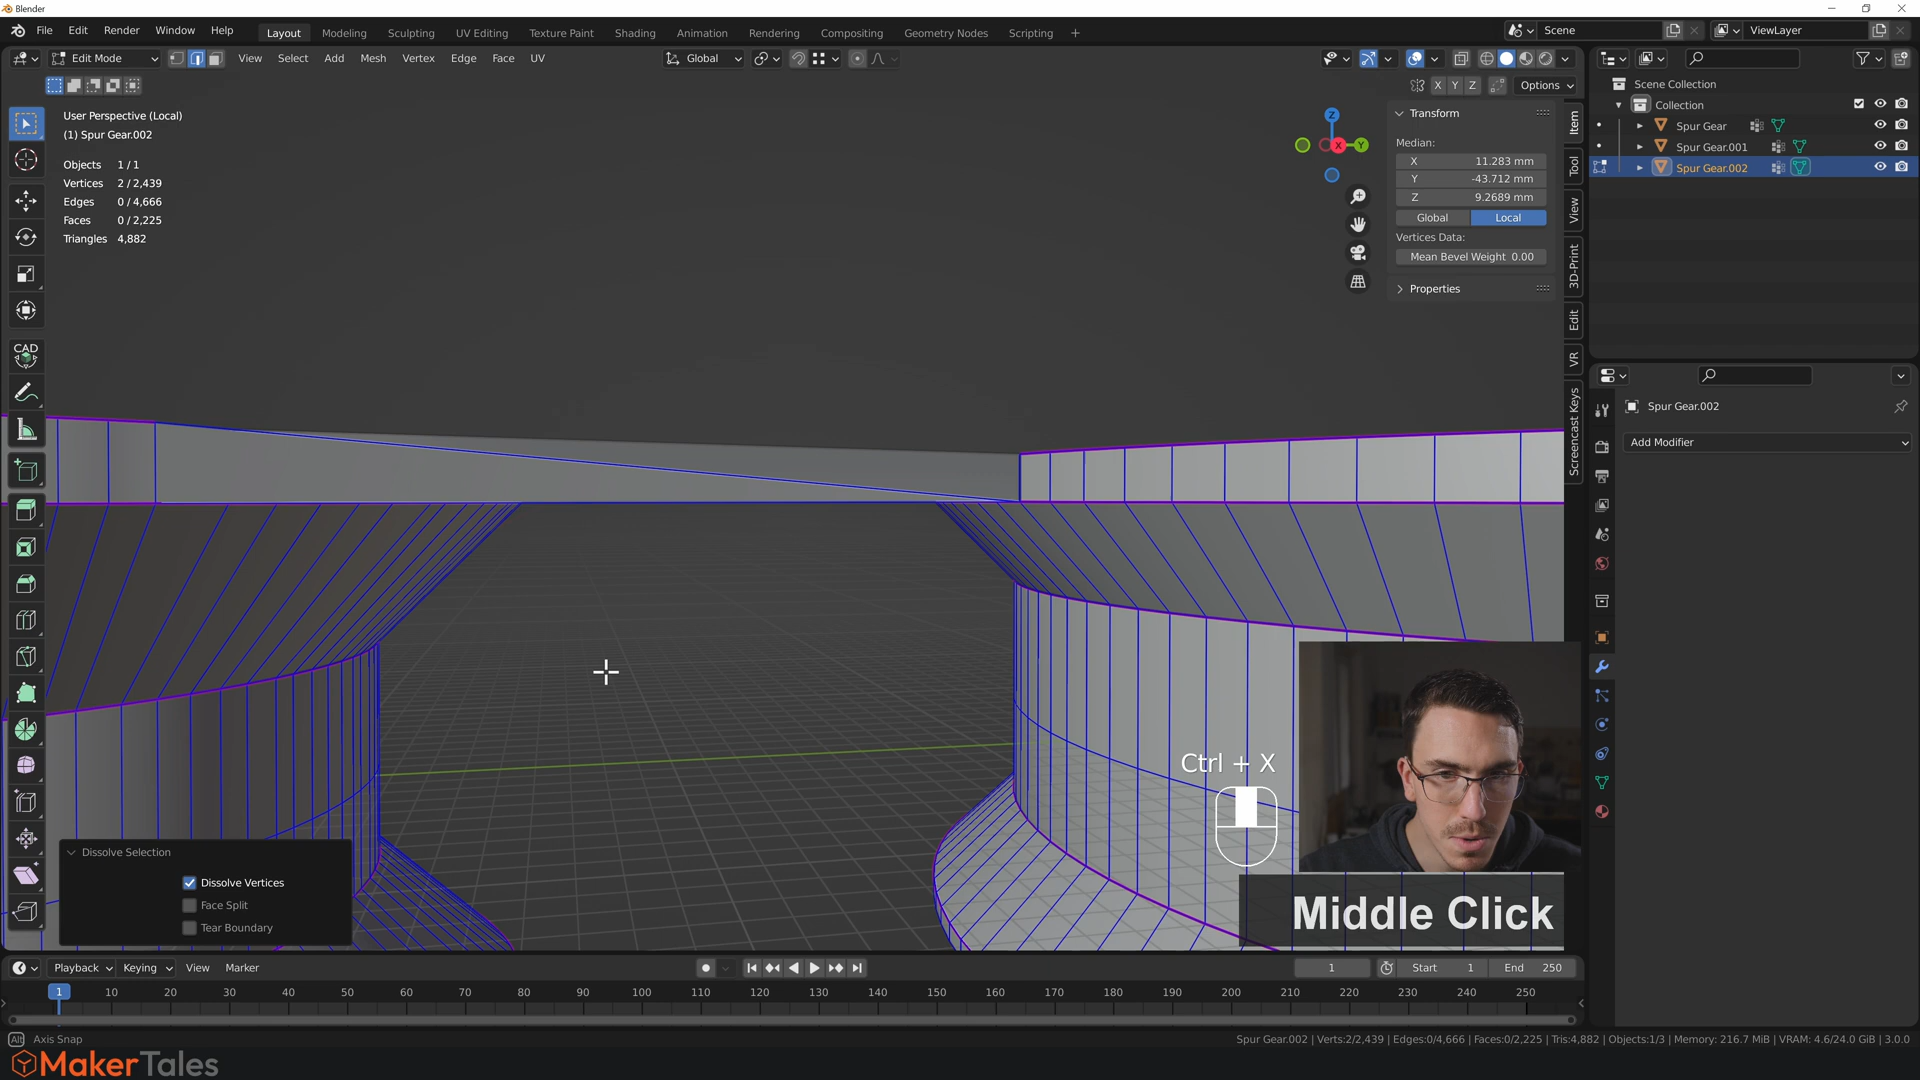 Blender
File Edit Render Window Help
Layout Modeling Sculpting UV Editing Texture Paint Shading Animation Rendering Compositing Geometry Nodes Scripting +
Scene
ViewLayer
Edit Mode
View Select Add Mesh Vertex Edge Face UV
Global
X Y Z
Options
User Perspective (Local)
(1) Spur Gear.002
Objects 1 / 1
Vertices 2 / 2,439
Edges 0 / 4,666
Faces 0 / 2,225
Triangles 4,882
CAD
Z
X
Y
Transform
Median:
X 11.283 mm
Y -43.712 mm
Z 9.2689 mm
Global Local
Vertices Data:
Mean Bevel Weight 0.00
Properties
Item
Tool
View
3D-Print
Edit
VR
Screencast Keys
Scene Collection
Collection
Spur Gear
Spur Gear.001
Spur Gear.002
Spur Gear.002
Add Modifier
Ctrl + X
Middle Click
Dissolve Selection
Dissolve Vertices
Face Split
Tear Boundary
Playback Keying View Marker
1
Start 1
End 250
1 10 20 30 40 50 60 70 80 90 100 110 120 130 140 150 160 170 180 190 200 210 220 230 240 250
Alt Axis Snap
Spur Gear.002 | Verts:2/2,439 | Edges:0/4,666 | Faces:0/2,225 | Tris:4,882 | Objects:1/3 | Memory: 216.7 MiB | VRAM: 4.6/24.0 GiB | 3.0.0
MakerTales